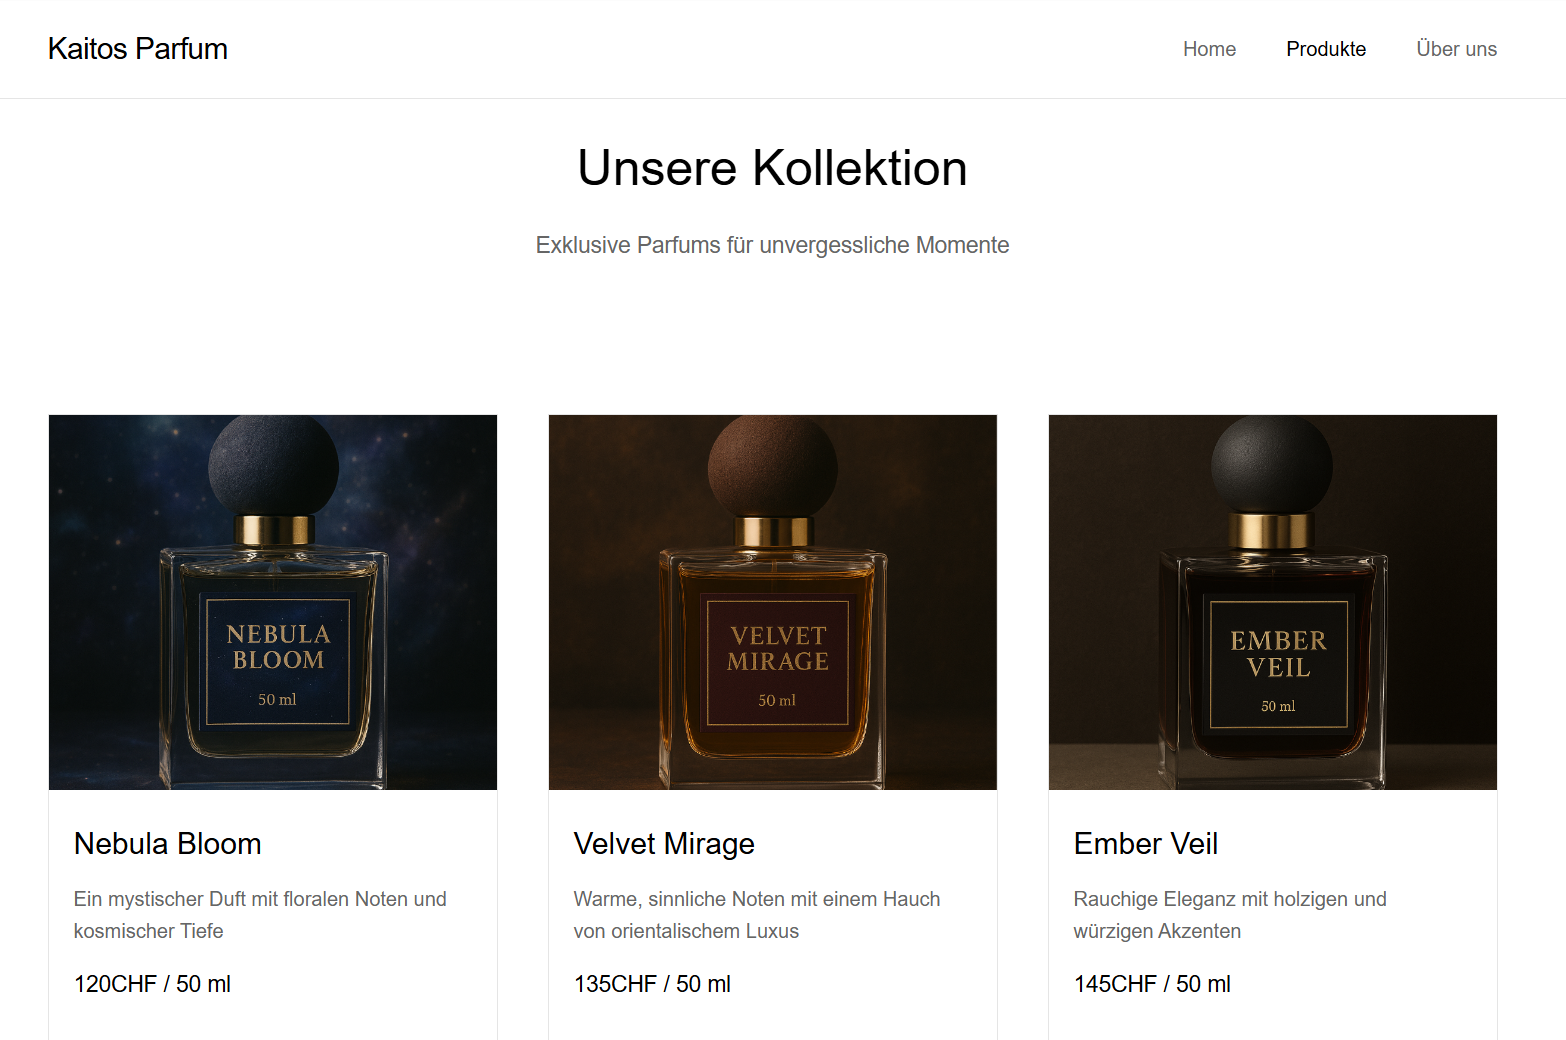 Kaitos Parfum
Home
Produkte
Über uns
Unsere Kollektion
Exklusive Parfums für unvergessliche Momente
NEBULA
BLOOM
50 ml
VELVET
MIRAGE
50 ml
EMBER
VEIL
50 ml
Nebula Bloom
Ein mystischer Duft mit floralen Noten und
kosmischer Tiefe
120CHF / 50 ml
Velvet Mirage
Warme, sinnliche Noten mit einem Hauch
von orientalischem Luxus
135CHF / 50 ml
Ember Veil
Rauchige Eleganz mit holzigen und
würzigen Akzenten
145CHF / 50 ml